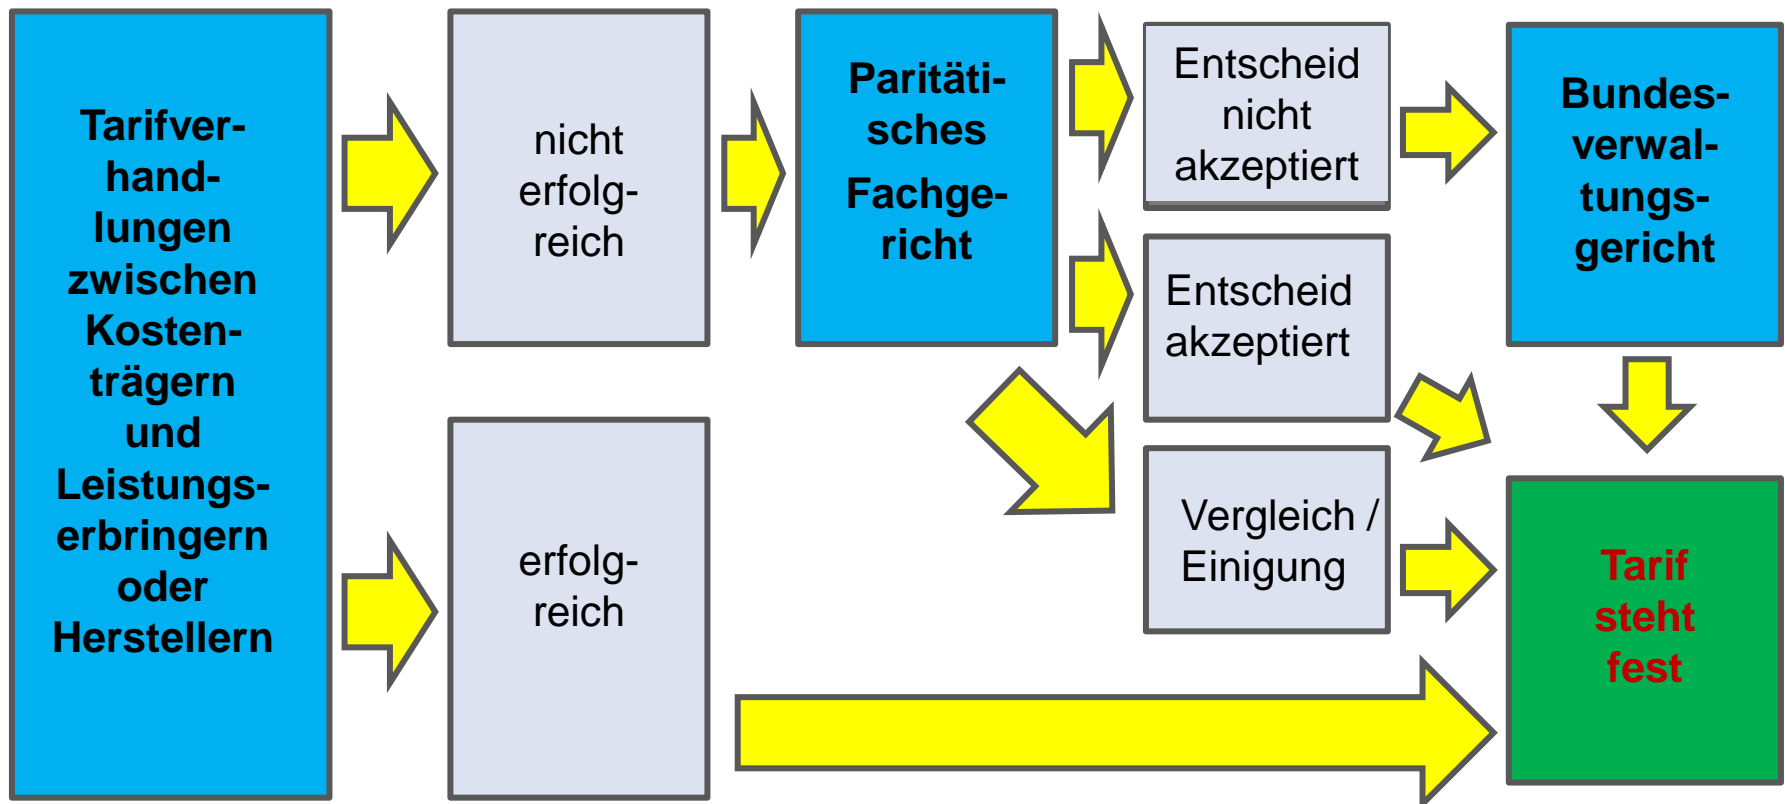 Tarifver-
hand-
lungen
zwischen
Kosten-
trägern
und
Leistungs-
erbringern
oder
Herstellern
nicht
erfolg-
reich
erfolg-
reich
Paritäti-
sches
Fachge-
richt
Entscheid
nicht
akzeptiert
Entscheid
akzeptiert
Vergleich /
Einigung
Bundes-
verwal-
tungs-
gericht
Tarif
steht
fest